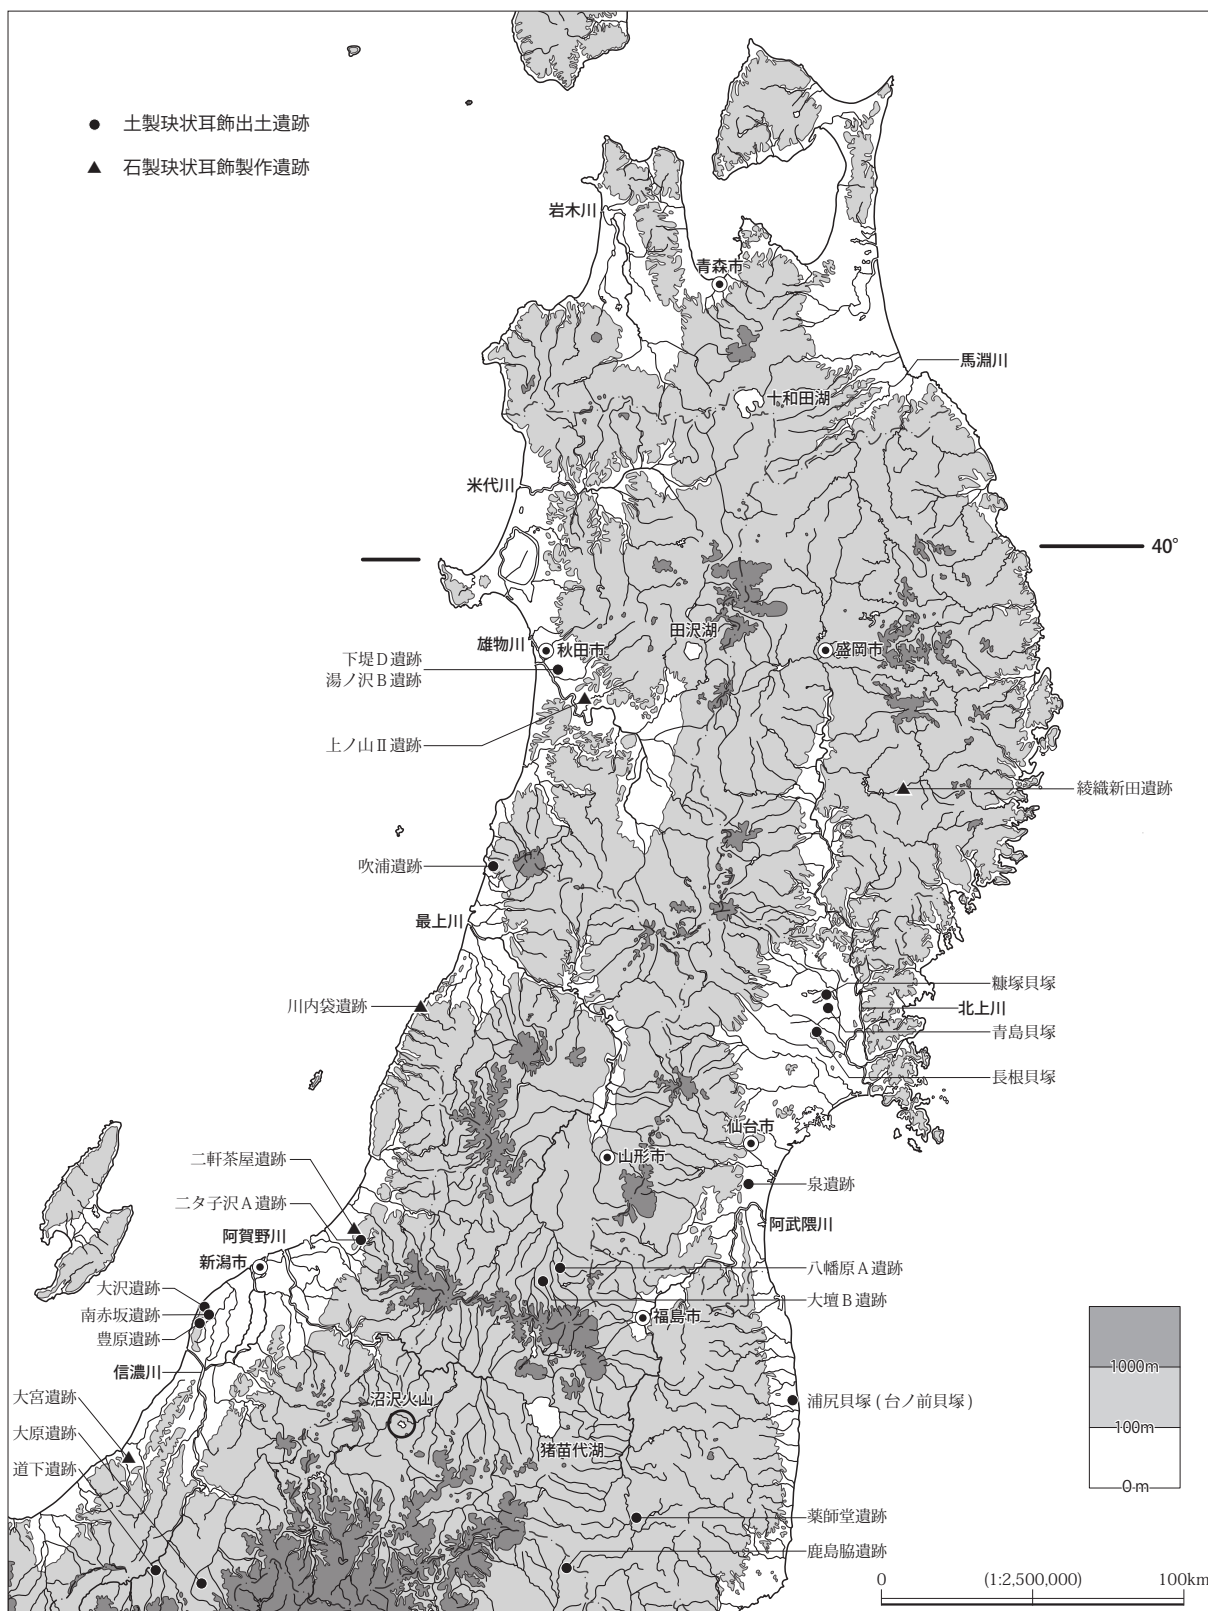 土製玦状耳飾出土遺跡
石製玦状耳飾製作遺跡
岩木川
青森市
馬淵川
十和田湖
米代川
40°
田沢湖
雄物川
秋田市
盛岡市
下堤D遺跡
湯ノ沢B遺跡
上ノ山Ⅱ遺跡
綾織新田遺跡
吹浦遺跡
最上川
糠塚貝塚
川内袋遺跡
北上川
青島貝塚
長根貝塚
仙台市
二軒茶屋遺跡
山形市
泉遺跡
二タ子沢A遺跡
阿賀野川
阿武隈川
新潟市
八幡原A遺跡
大沢遺跡
大壇B遺跡
南赤坂遺跡
福島市
豊原遺跡
信濃川
1000m
大宮遺跡
沼沢火山
浦尻貝塚(台ノ前貝塚)
大原遺跡
100m
猪苗代湖
道下遺跡
0m
薬師堂遺跡
鹿島脇遺跡
0 (1:2,500,000) 100km